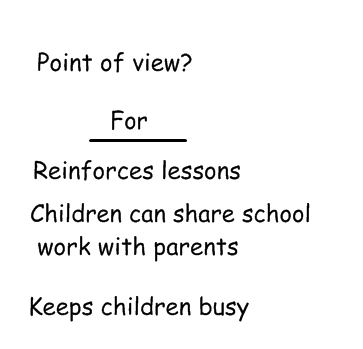 Point of view?
For
Reinforces lessons
Children can share school
work with parents
Keeps children busy